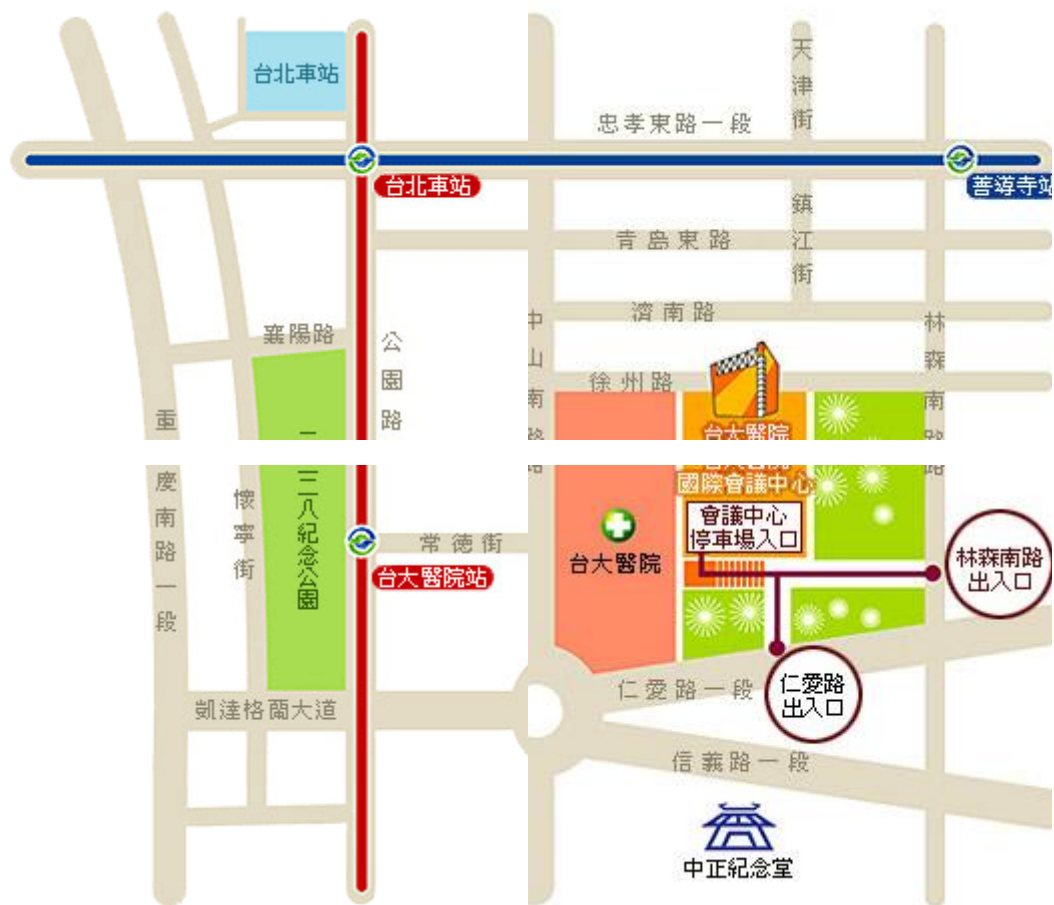 天津街
台北車站
忠孝東路一段
台北車站
善導寺站
鎮江街
青島東路
濟南路
中山南路
林森南路
襄陽路
公園路
徐州路
重慶南路一段
台大醫院
國際會議中心
懷寧街
二二八紀念公園
會議中心
停車場入口
常德街
台大醫院站
台大醫院
林森南路
出入口
仁愛路一段
仁愛路
出入口
凱達格蘭大道
信義路一段
中正紀念堂